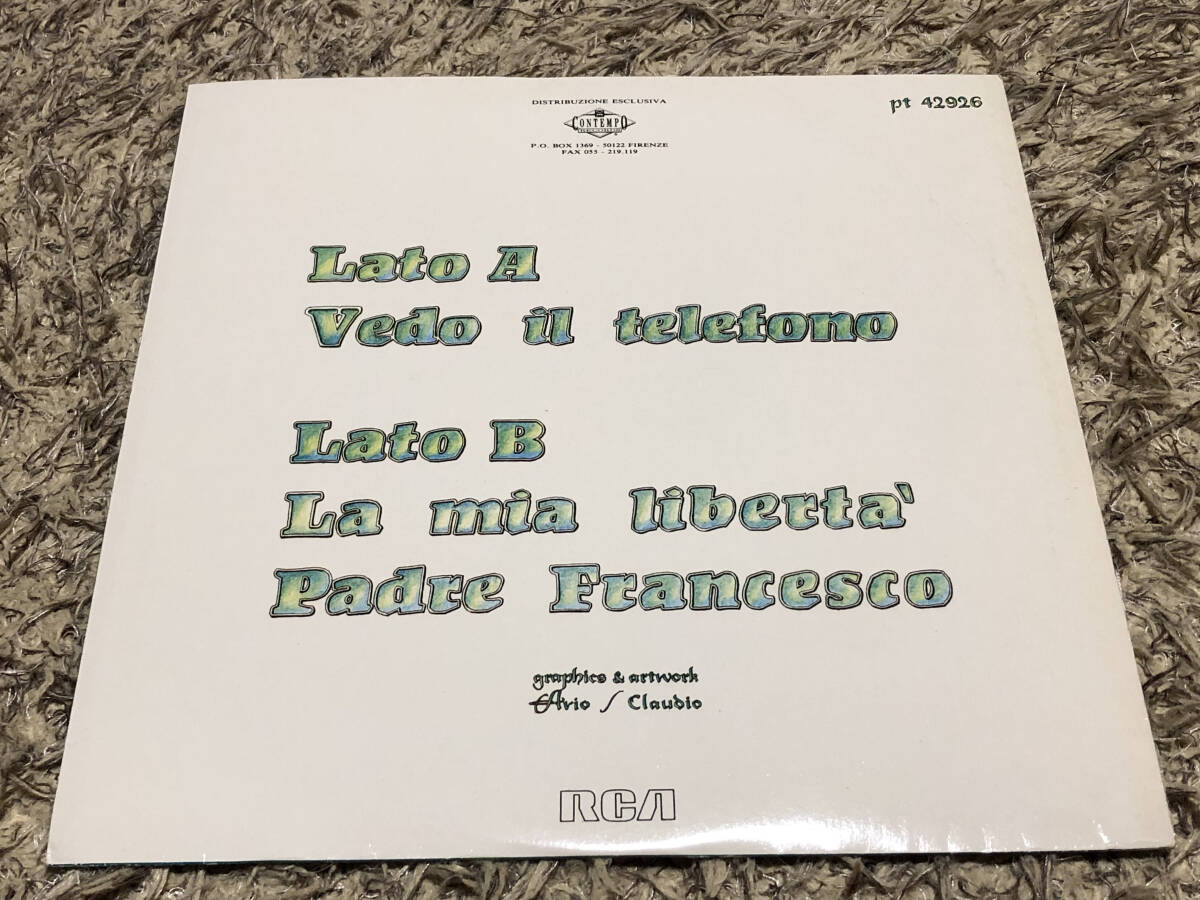 DISTRIBUZIONE ESCLUSIVA
CONTEMPO
P.O. BOX 1369 - 50122 FIRENZE
FAX 055 - 219.119
pt 42926
Lato A
Vedo il telefono
Lato B
La mia liberta'
Padre Francesco
graphics & artwork
Ario / Claudio
RCA